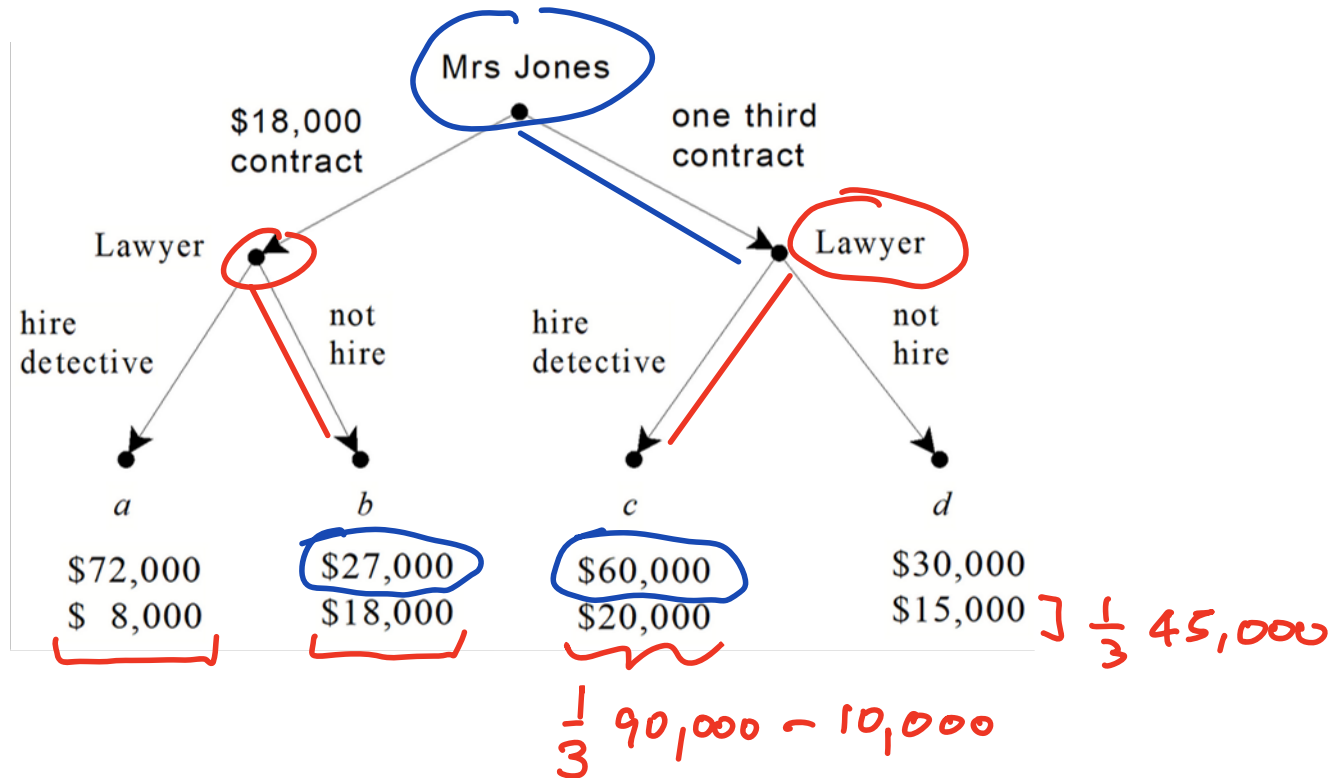 Mrs Jones
$18,000
contract
one third
contract
Lawyer
Lawyer
hire
detective
not
hire
hire
detective
not
hire
a
b
c
d
$72,000
$27,000
$60,000
$30,000
$ 8,000
$18,000
$20,000
$15,000
1/3 45,000
1/3 90,000 - 10,000